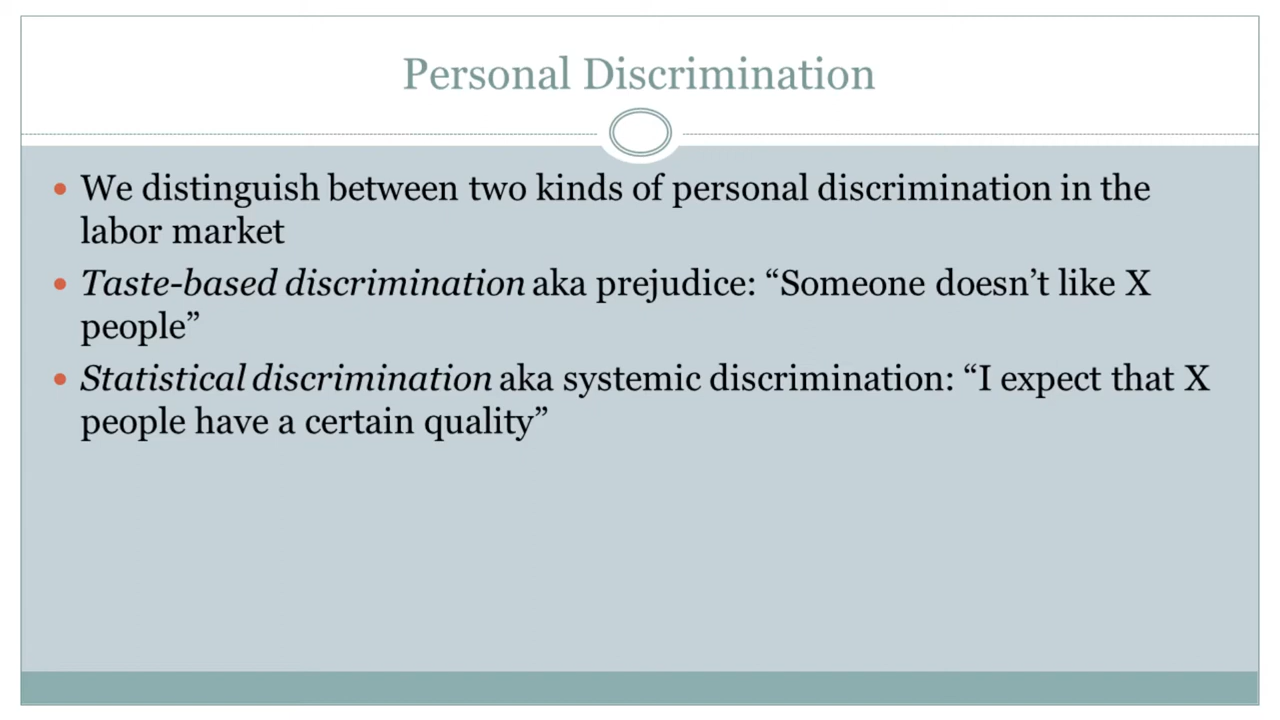 Personal Discrimination
• We distinguish between two kinds of personal discrimination in the
labor market
• Taste-based discrimination aka prejudice: “Someone doesn’t like X
people”
• Statistical discrimination aka systemic discrimination: “I expect that X
people have a certain quality”